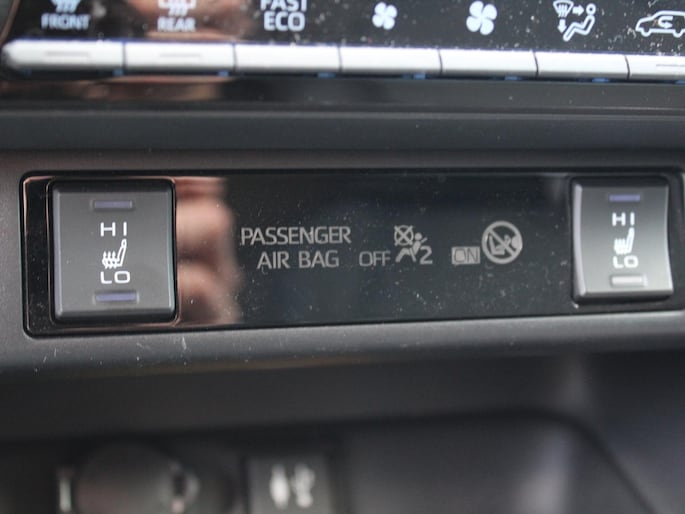 FRONT
REAR
FAST
ECO
HI
LO
PASSENGER
AIR BAG OFF 2 ON
HI
LO